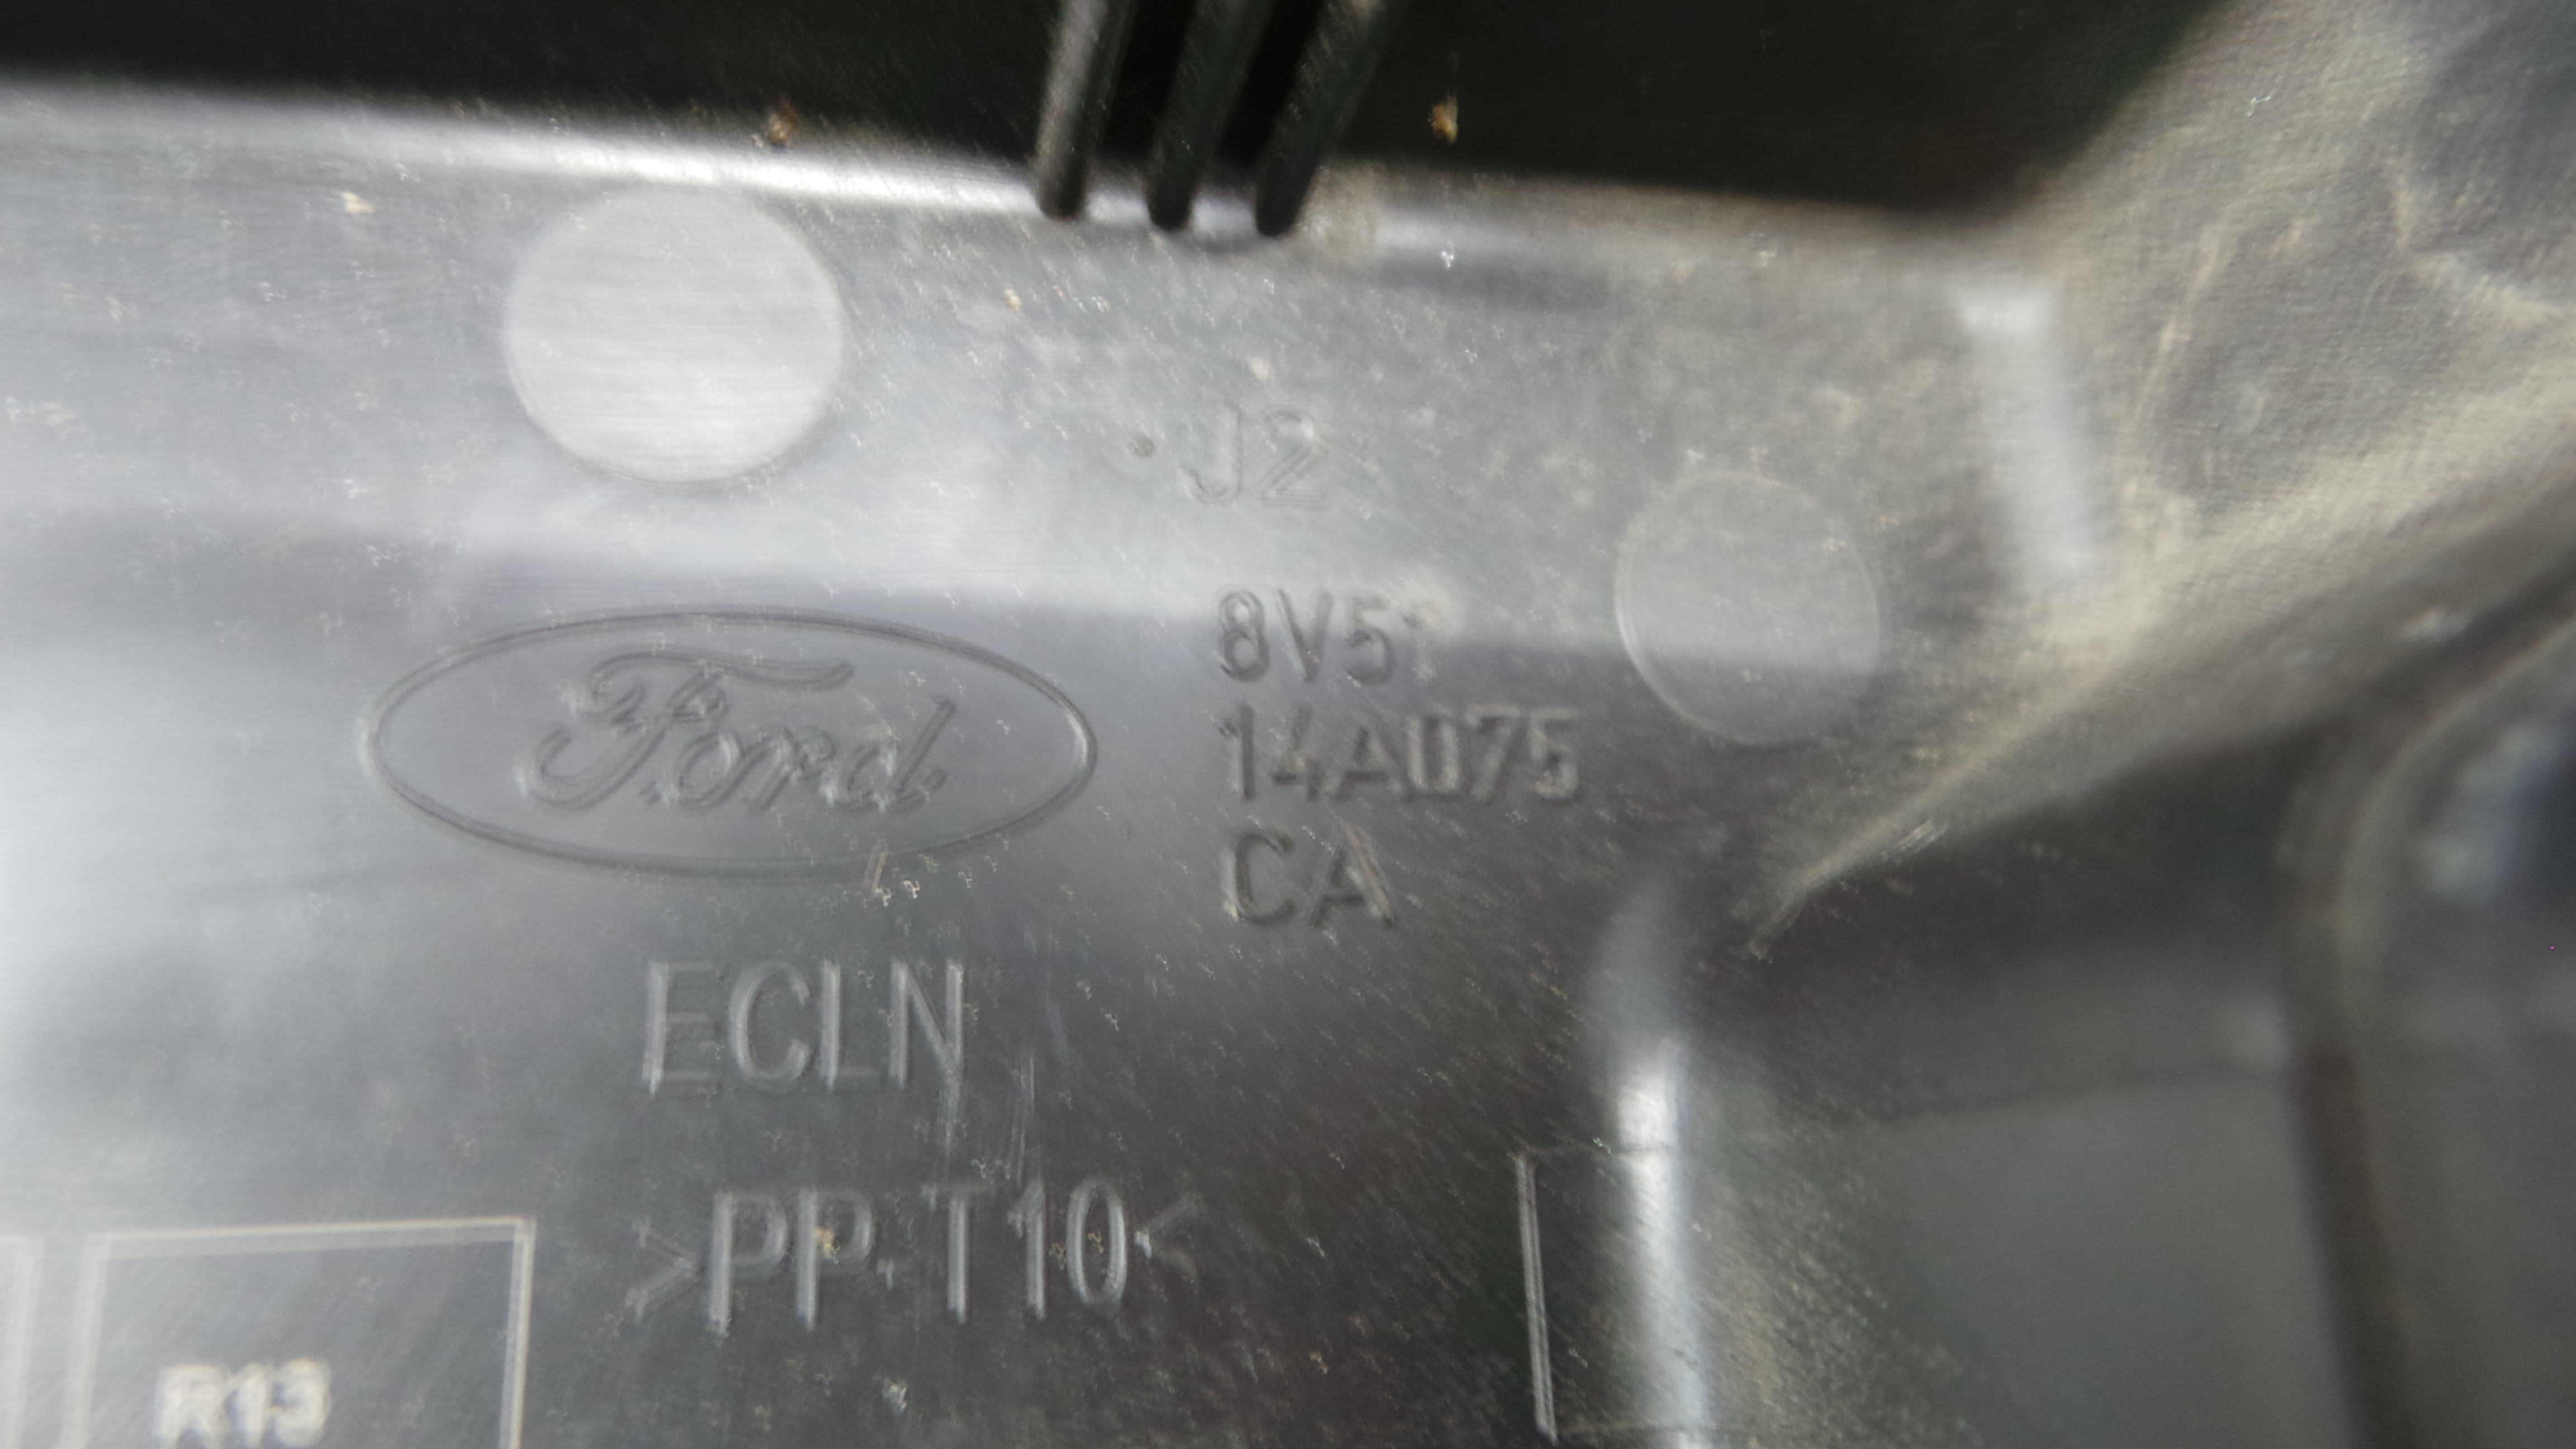 J2
Ford
8V51
14A075
CA
ECLN
>PP, T10<
R13